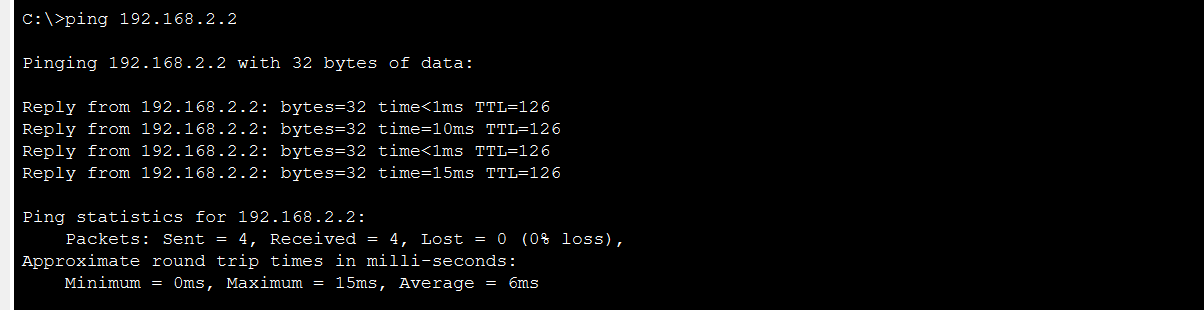 C:\>ping 192.168.2.2
Pinging 192.168.2.2 with 32 bytes of data:
Reply from 192.168.2.2: bytes=32 time<1ms TTL=126
Reply from 192.168.2.2: bytes=32 time=10ms TTL=126
Reply from 192.168.2.2: bytes=32 time<1ms TTL=126
Reply from 192.168.2.2: bytes=32 time=15ms TTL=126
Ping statistics for 192.168.2.2:
    Packets: Sent = 4, Received = 4, Lost = 0 (0% loss),
Approximate round trip times in milli-seconds:
    Minimum = 0ms, Maximum = 15ms, Average = 6ms